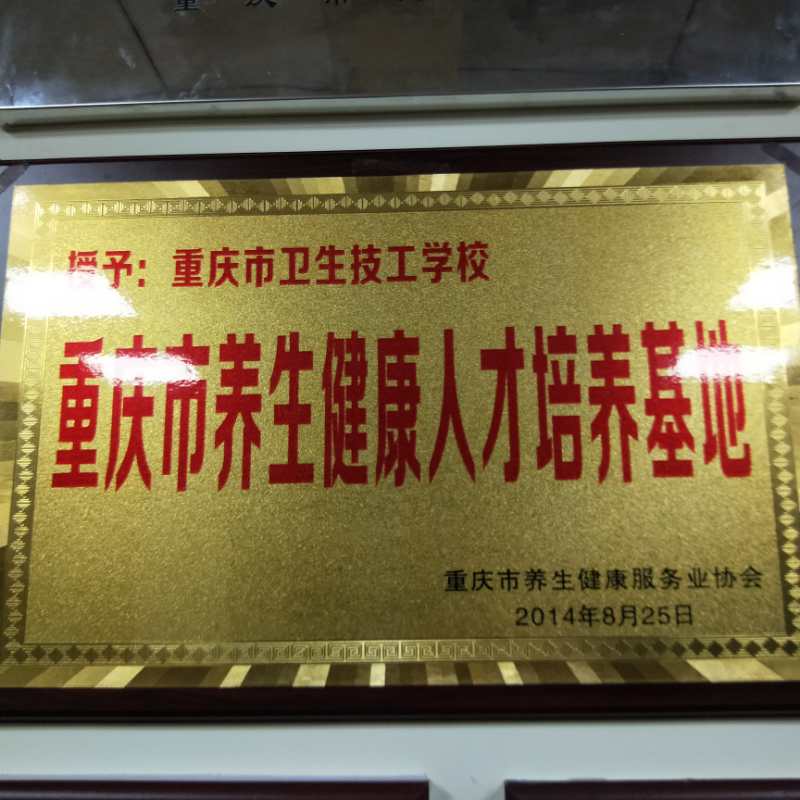 授予：重庆市卫生技工学校
重庆市养生健康人才培养基地
重庆市养生健康服务业协会
2014年8月25日